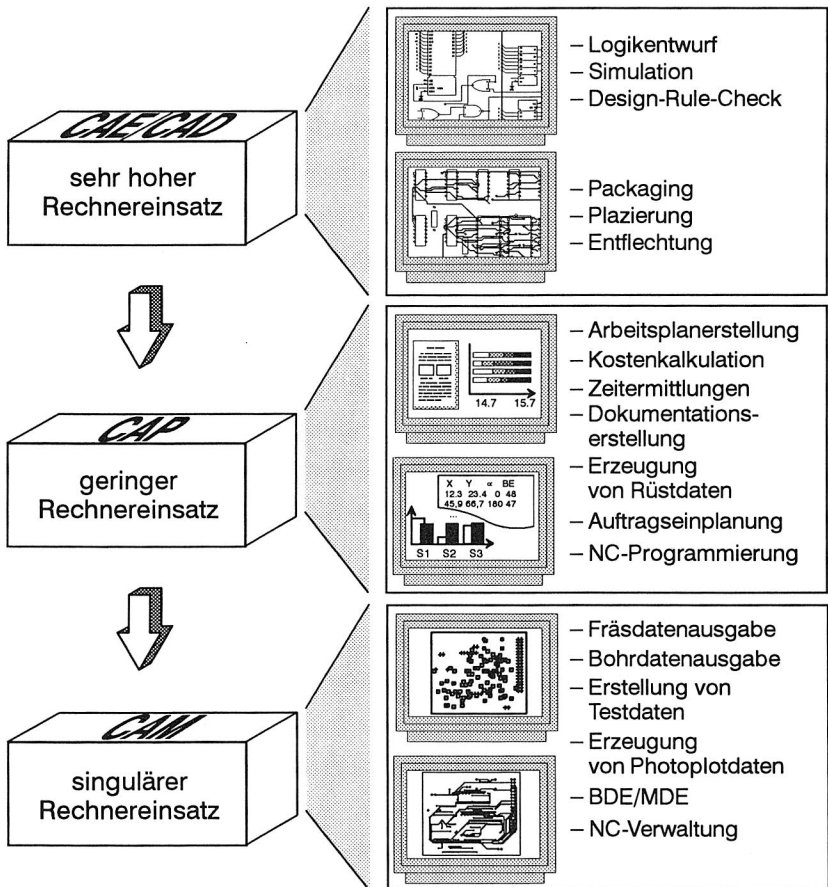 CAE/CAD
sehr hoher
Rechnereinsatz
– Logikentwurf
– Simulation
– Design-Rule-Check
– Packaging
– Plazierung
– Entflechtung
CAP
geringer
Rechnereinsatz
14.7 15.7
X Y ∝ BE
12.3 23.4 0 48
45,9 66,7 180 47
...
S1 S2 S3
– Arbeitsplanerstellung
– Kostenkalkulation
– Zeitermittlungen
– Dokumentations-
erstellung
– Erzeugung
von Rüstdaten
– Auftragseinplanung
– NC-Programmierung
CAM
singulärer
Rechnereinsatz
– Fräsdatenausgabe
– Bohrdatenausgabe
– Erstellung von
Testdaten
– Erzeugung
von Photoplotdaten
– BDE/MDE
– NC-Verwaltung